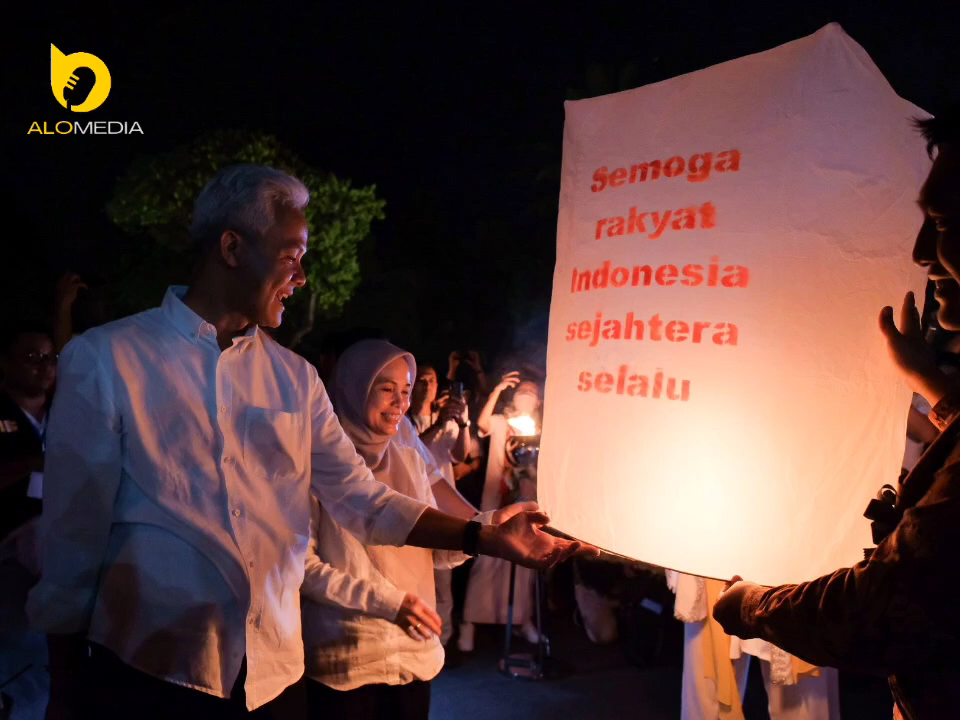 ALOMEDIA
Semoga
rakyat
Indonesia
sejahtera
selalu